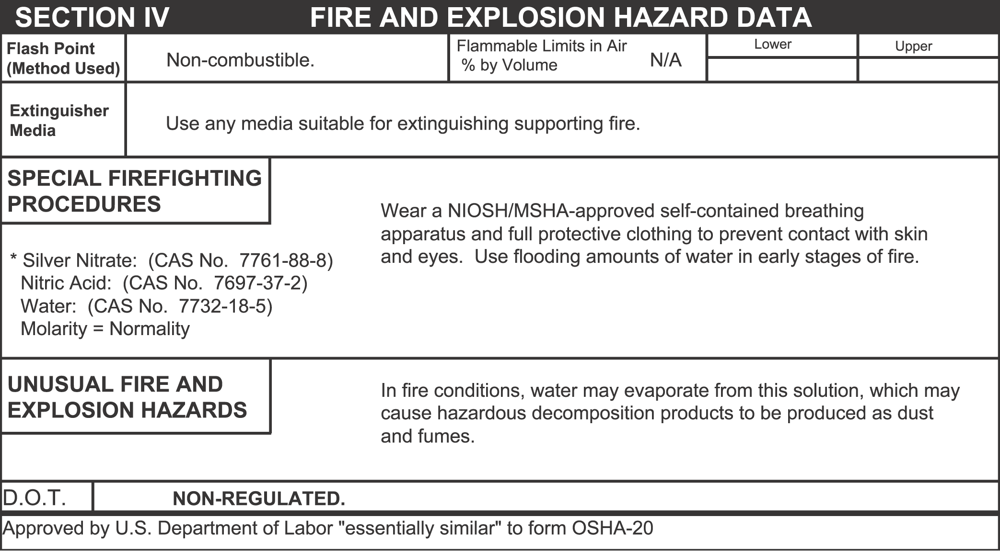 SECTION IV FIRE AND EXPLOSION HAZARD DATA
Flash Point
(Method Used)
Non-combustible.
Flammable Limits in Air
% by Volume
N/A
Lower
Upper
Extinguisher
Media
Use any media suitable for extinguishing supporting fire.
SPECIAL FIREFIGHTING
PROCEDURES
Wear a NIOSH/MSHA-approved self-contained breathing
apparatus and full protective clothing to prevent contact with skin
and eyes.  Use flooding amounts of water in early stages of fire.
* Silver Nitrate:  (CAS No.  7761-88-8)
Nitric Acid:  (CAS No.  7697-37-2)
Water:  (CAS No.  7732-18-5)
Molarity = Normality
UNUSUAL FIRE AND
EXPLOSION HAZARDS
In fire conditions, water may evaporate from this solution, which may
cause hazardous decomposition products to be produced as dust
and fumes.
D.O.T.
NON-REGULATED.
Approved by U.S. Department of Labor "essentially similar" to form OSHA-20